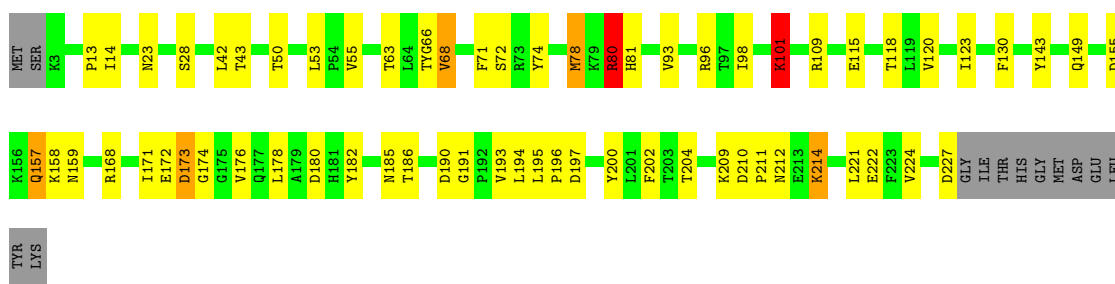 MET SER K3 P13 I14 N23 S28 L42 T43 T50 L53 P54 V55 T63 L64 TYG66 V68 F71 S72 R73 Y74 M78 K79 R80 H81 V93 R96 T97 I98 K101 R109 E115 T118 L119 V120 I123 F130 Y143 Q149 D155
K156 Q157 K158 N159 R168 I171 E172 D173 G174 G175 V176 Q177 L178 A179 D180 H181 Y182 N185 T186 D190 G191 P192 V193 L194 L195 P196 D197 Y200 L201 F202 T203 T204 K209 D210 P211 N212 E213 K214 L221 E222 F223 V224 D227 GLY ILE THR HIS GLY MET ASP GLU LEU
TYR LYS